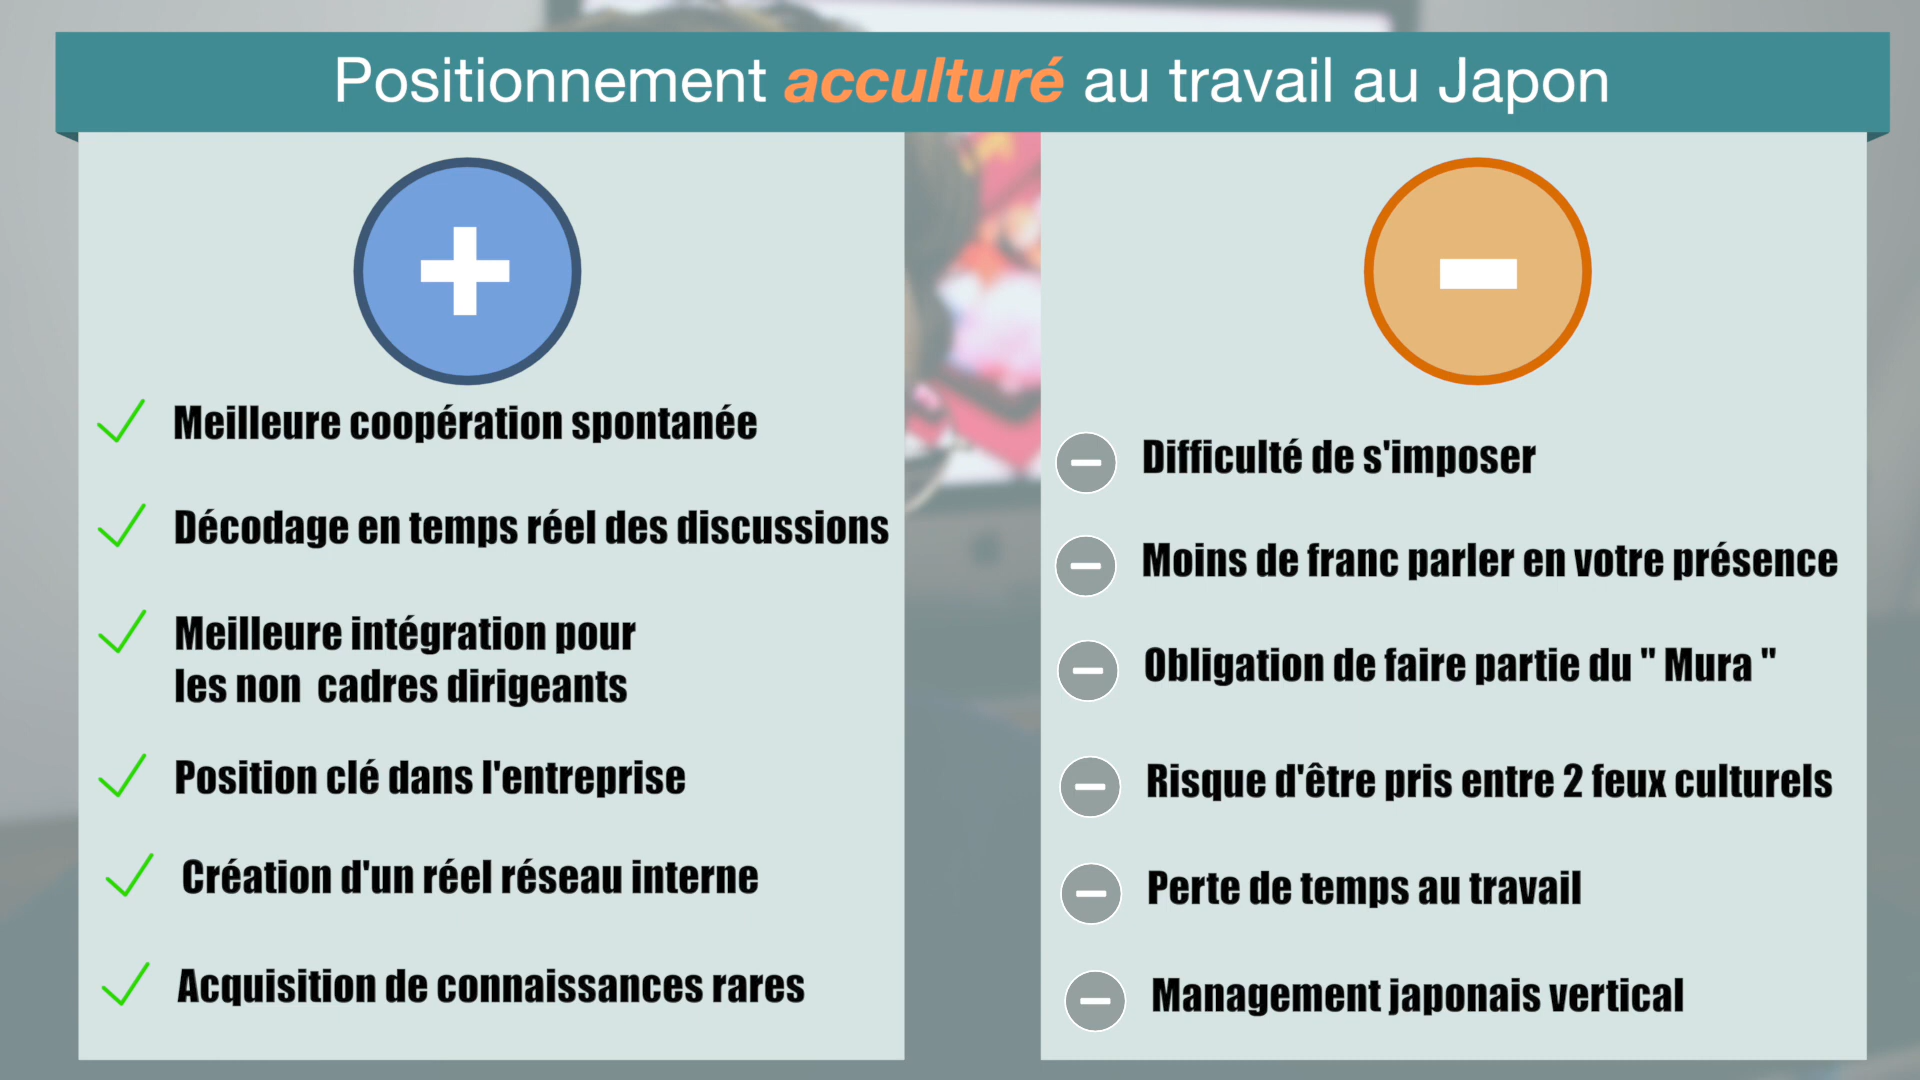 Positionnement acculturé au travail au Japon
Meilleure coopération spontanée
Décodage en temps réel des discussions
Meilleure intégration pour
les non cadres dirigeants
Position clé dans l'entreprise
Création d'un réel réseau interne
Acquisition de connaissances rares
Difficulté de s'imposer
Moins de franc parler en votre présence
Obligation de faire partie du " Mura "
Risque d'être pris entre 2 feux culturels
Perte de temps au travail
Management japonais vertical